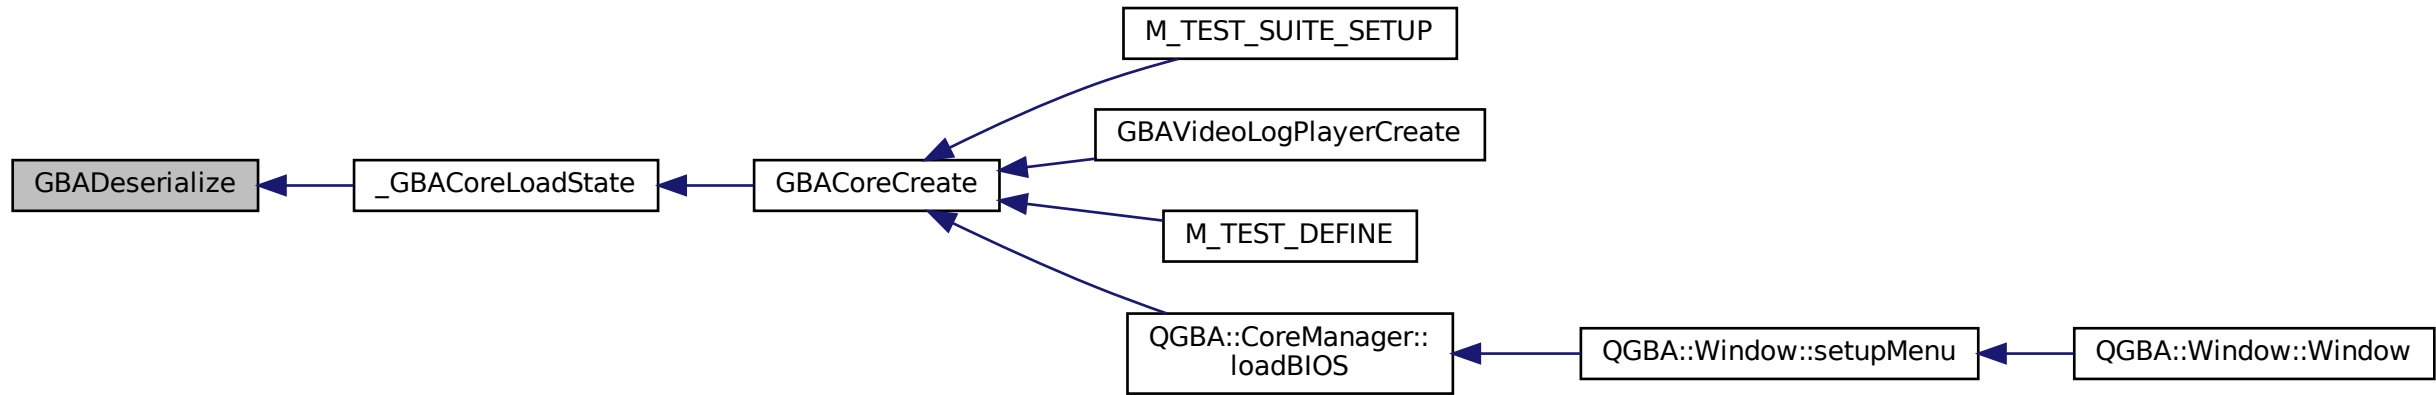 M_TEST_SUITE_SETUP
GBAVideoLogPlayerCreate
GBADeserialize
_GBACoreLoadState
GBACoreCreate
M_TEST_DEFINE
QGBA::CoreManager::
loadBIOS
QGBA::Window::setupMenu
QGBA::Window::Window